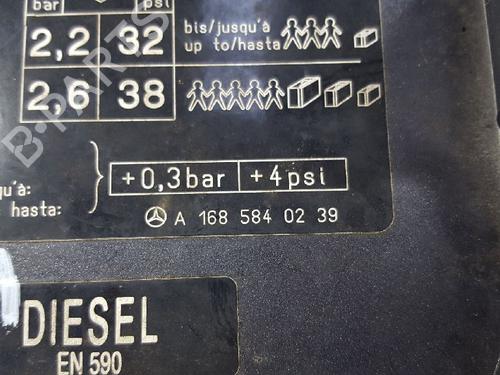 bar psi
2,2 32 bis/jusqu'à
up to/hasta
2,6 38
+0,3bar +4psi
qu'à:
hasta:
A 168 584 02 39
DIESEL
EN 590
B-PARTS